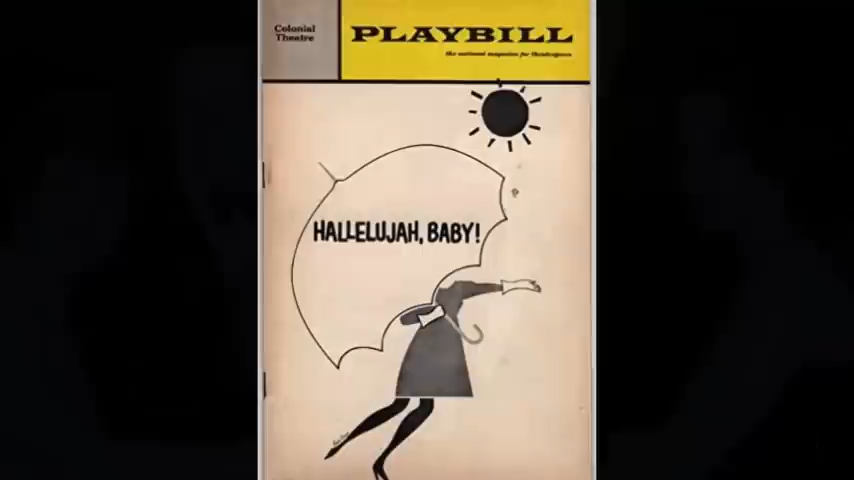 Colonial
Theatre
PLAYBILL
the national magazine for theatregoers
HALLELUJAH, BABY!